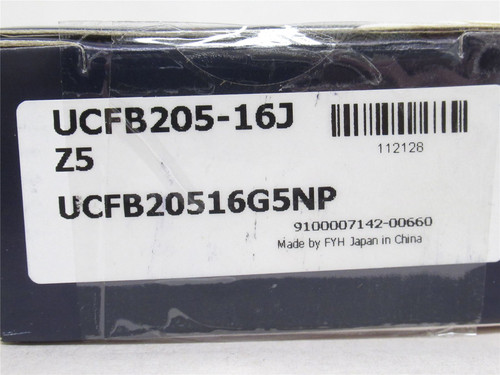 UCFB205-16J
112128
Z5
UCFB20516G5NP
9100007142-00660
Made by FYH Japan in China